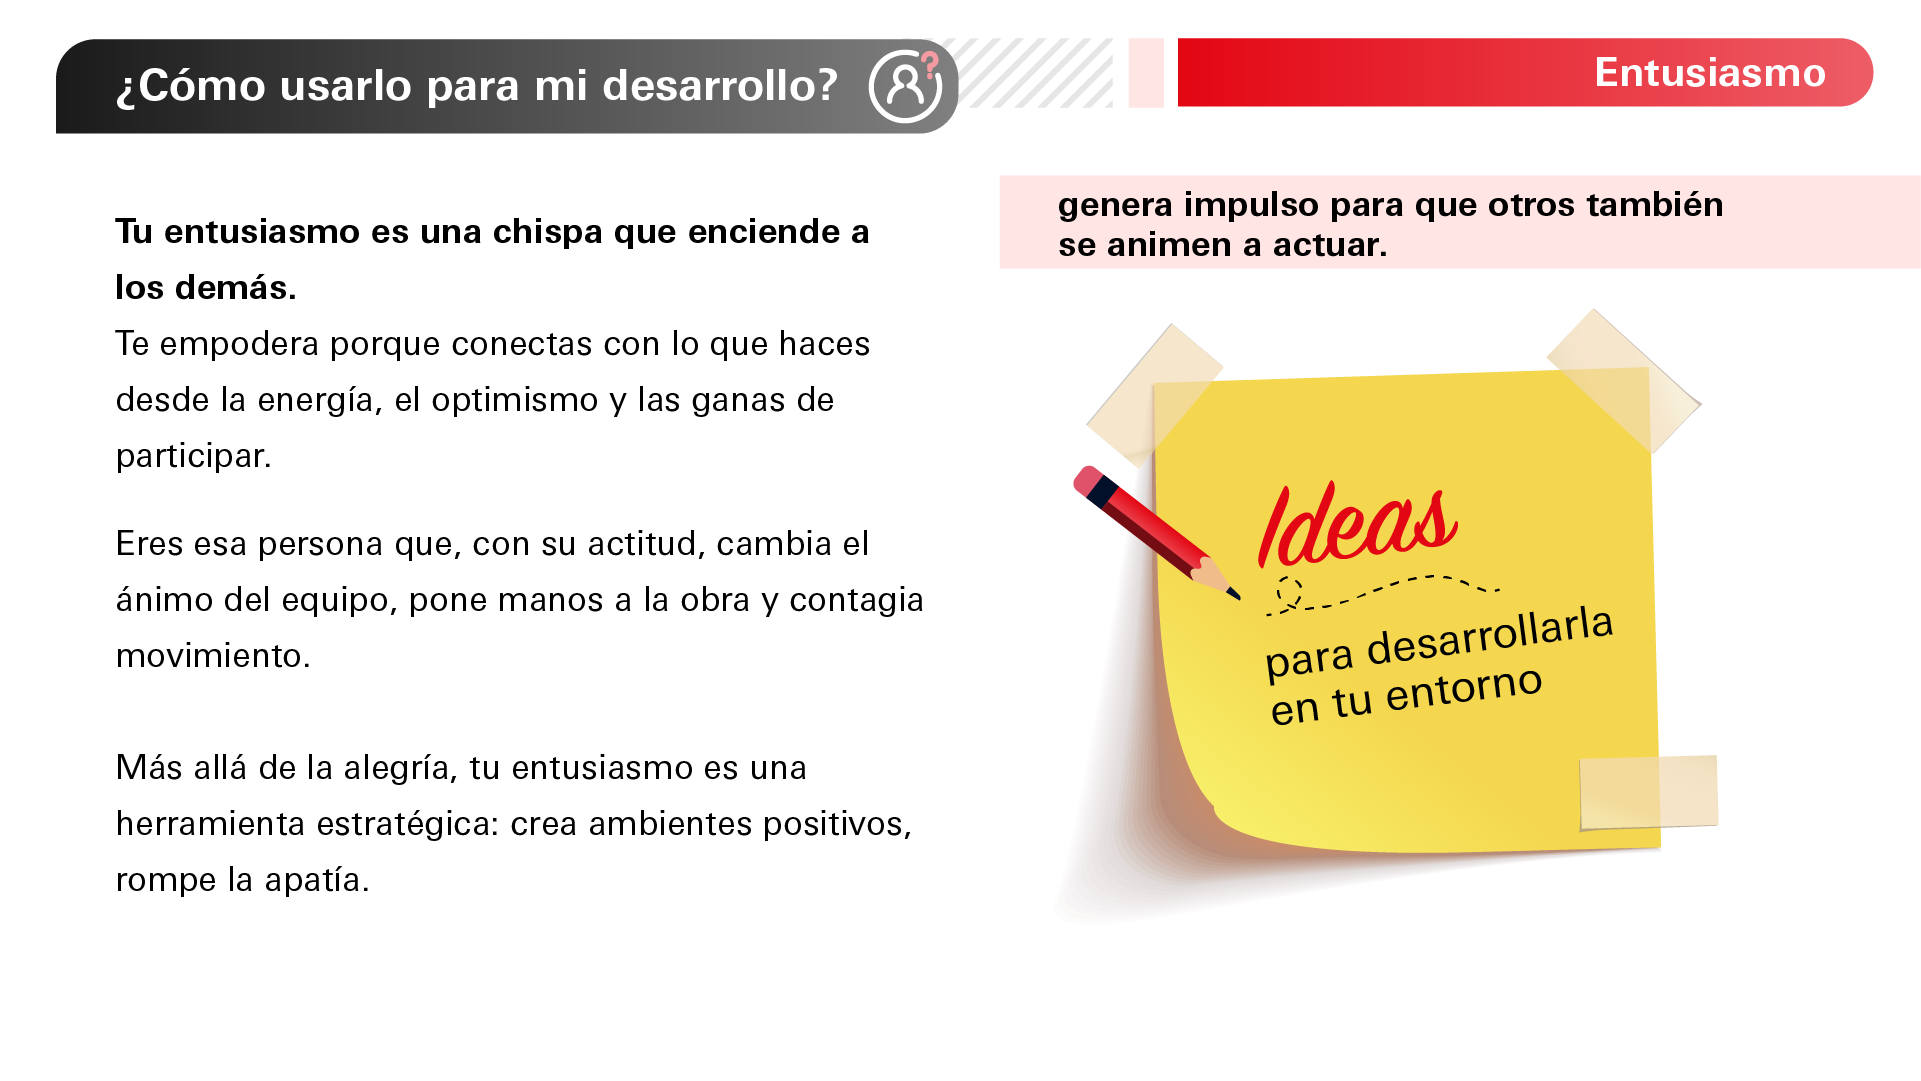 ¿Cómo usarlo para mi desarrollo?
Entusiasmo
Tu entusiasmo es una chispa que enciende a
los demás.
Te empodera porque conectas con lo que haces
desde la energía, el optimismo y las ganas de
participar.
Eres esa persona que, con su actitud, cambia el
ánimo del equipo, pone manos a la obra y contagia
movimiento.
Más allá de la alegría, tu entusiasmo es una
herramienta estratégica: crea ambientes positivos,
rompe la apatía.
genera impulso para que otros también
se animen a actuar.
Ideas
para desarrollarla
en tu entorno